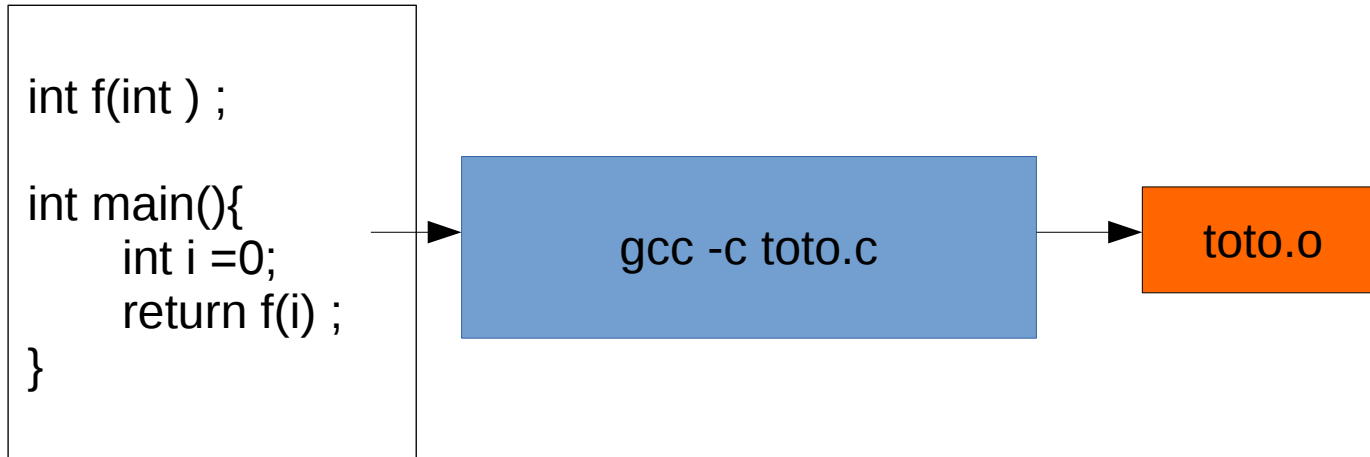 int f(int ) ;
int main(){
int i =0;
return f(i) ;
}
gcc -c toto.c
toto.o